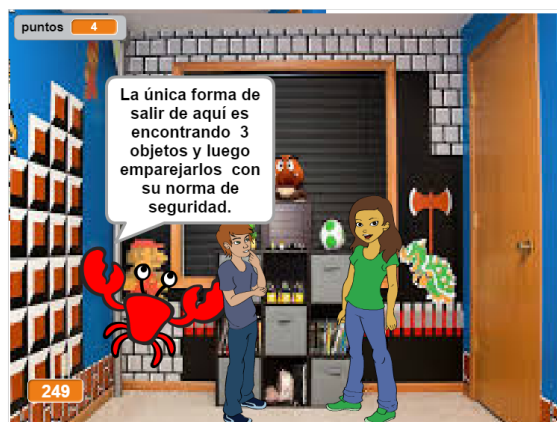 puntos 4
La única forma de
salir de aquí es
encontrando 3
objetos y luego
emparejarlos con
su norma de
seguridad.
249